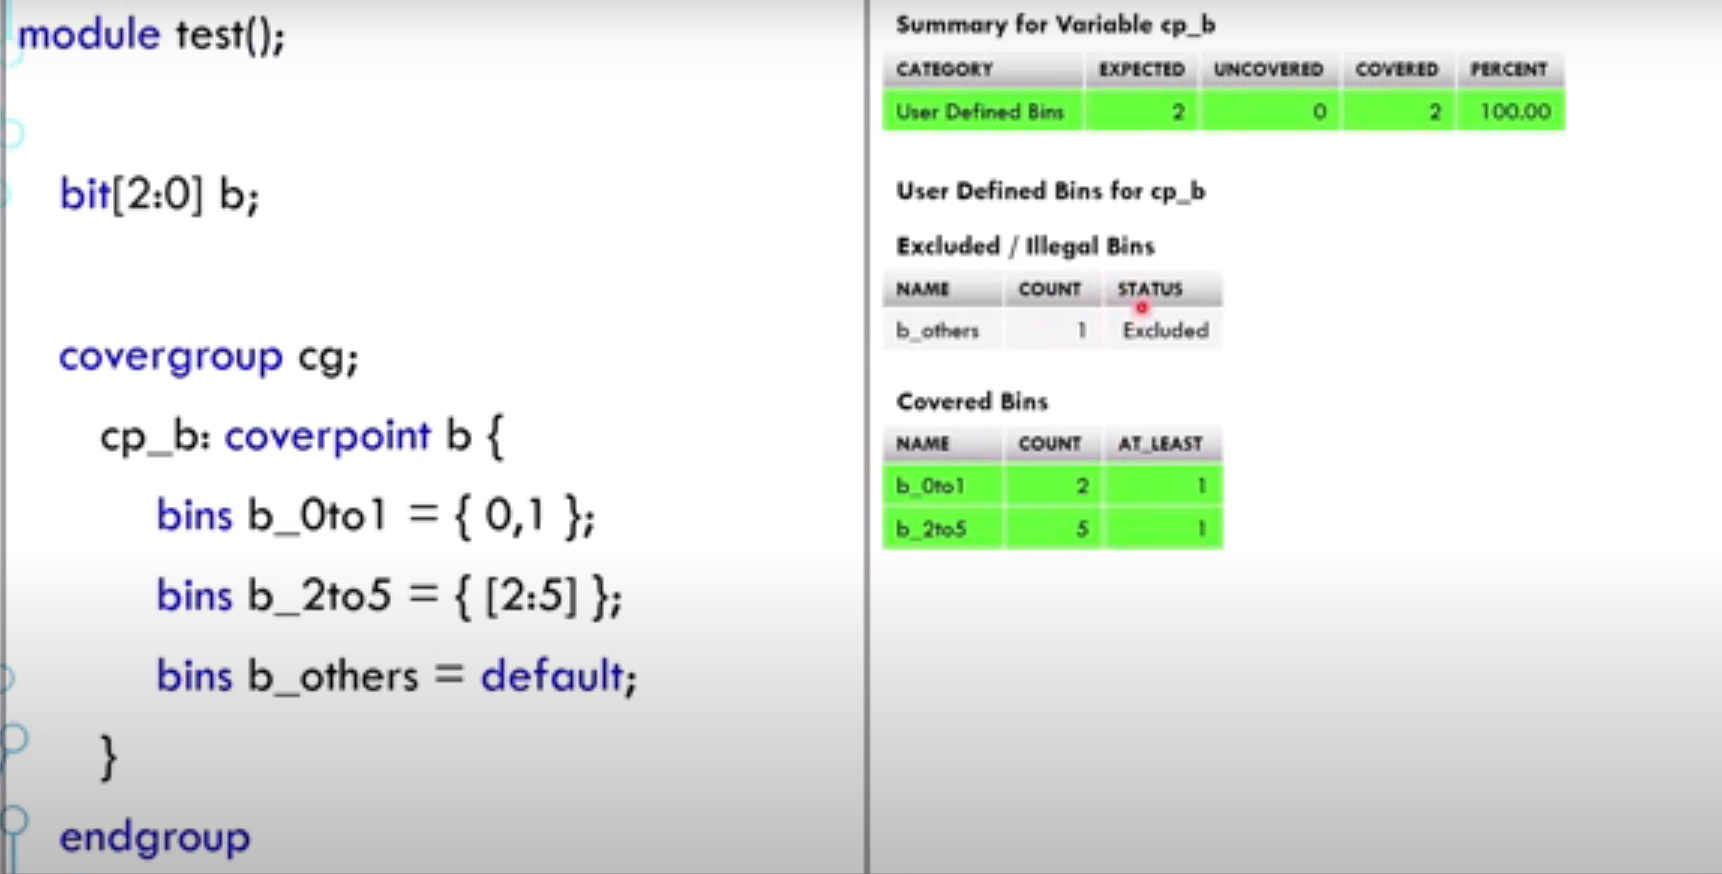 module test();
bit[2:0] b;
covergroup cg;
cp_b: coverpoint b {
bins b_0to1 = { 0,1 };
bins b_2to5 = { [2:5] };
bins b_others = default;
}
endgroup
Summary for Variable cp_b
CATEGORY EXPECTED UNCOVERED COVERED PERCENT
User Defined Bins 2 0 2 100.00
User Defined Bins for cp_b
Excluded / Illegal Bins
NAME COUNT STATUS
b_others 1 Excluded
Covered Bins
NAME COUNT AT_LEAST
b_0to1 2 1
b_2to5 5 1